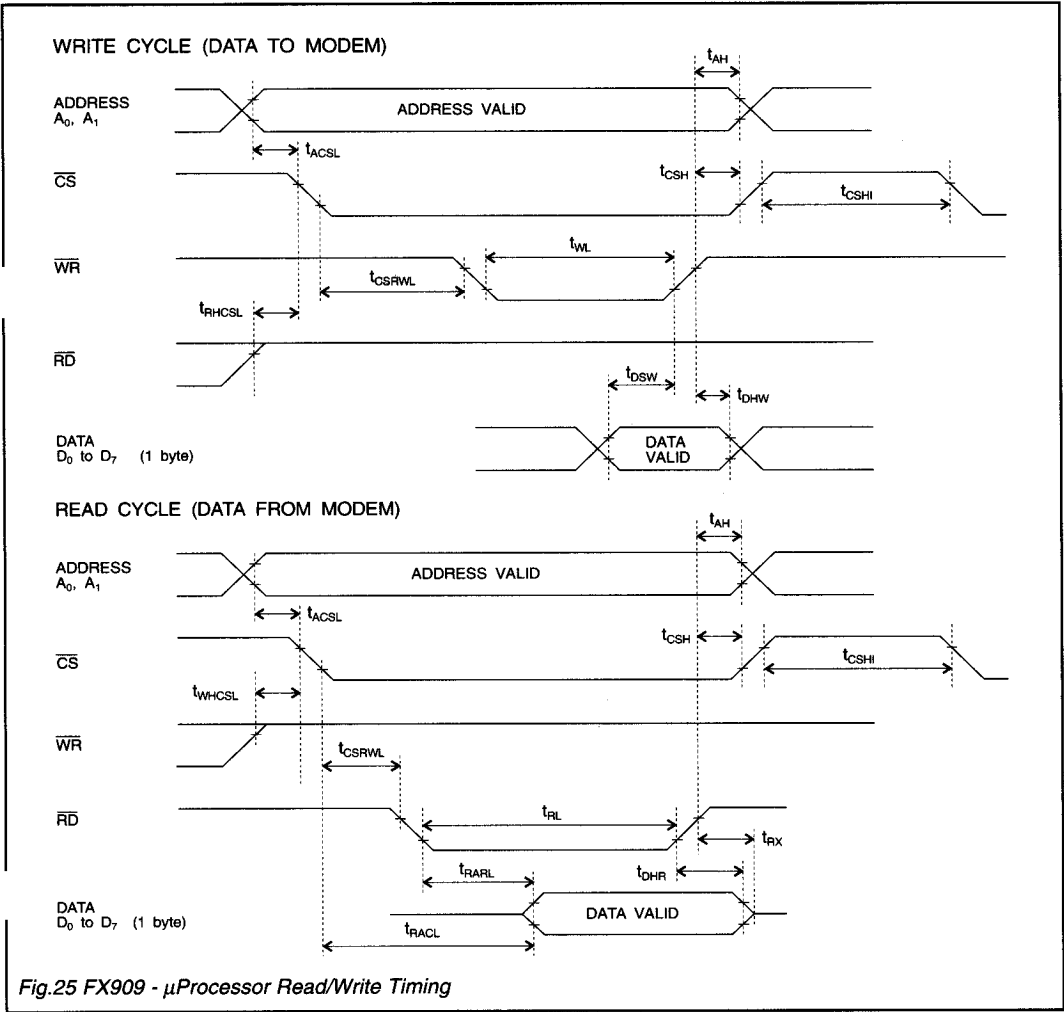 WRITE CYCLE (DATA TO MODEM)
tAH
ADDRESS
A0, A1
ADDRESS VALID
tACSL
tCSH
CS
tCSHI
tWL
WR
tCSRWL
tRHCSL
RD
tDSW
tDHW
DATA
D0 to D7 (1 byte)
DATA
VALID
READ CYCLE (DATA FROM MODEM)
tAH
ADDRESS
A0, A1
ADDRESS VALID
tACSL
tCSH
CS
tCSHI
tWHCSL
WR
tCSRWL
RD
tRL
tRX
tDHR
tRARL
DATA
D0 to D7 (1 byte)
DATA VALID
tRACL
Fig.25 FX909 - µProcessor Read/Write Timing